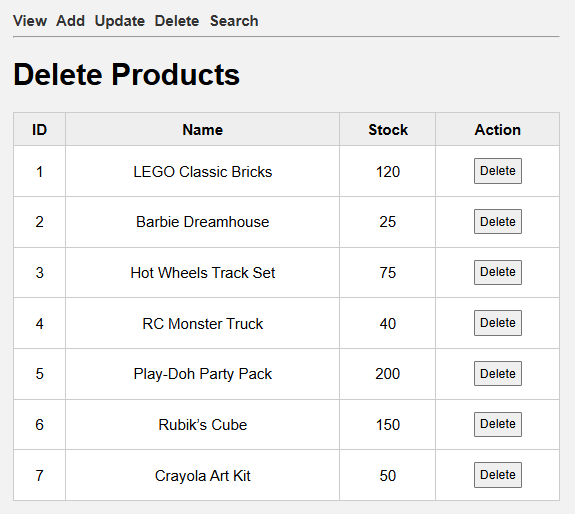 View Add Update Delete Search
Delete Products
ID Name Stock Action
1 LEGO Classic Bricks 120 Delete
2 Barbie Dreamhouse 25 Delete
3 Hot Wheels Track Set 75 Delete
4 RC Monster Truck 40 Delete
5 Play-Doh Party Pack 200 Delete
6 Rubik’s Cube 150 Delete
7 Crayola Art Kit 50 Delete